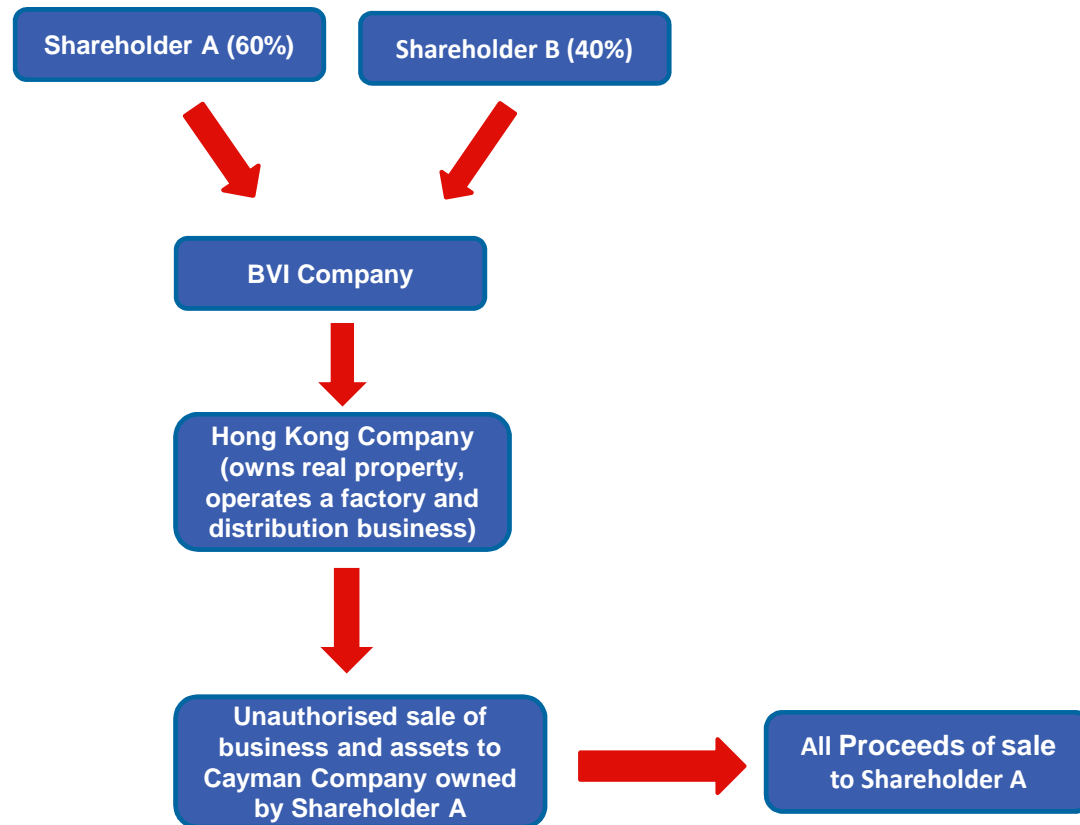 Shareholder A (60%)
Shareholder B (40%)
BVI Company
Hong Kong Company
(owns real property,
operates a factory and
distribution business)
Unauthorised sale of
business and assets to
Cayman Company owned
by Shareholder A
All Proceeds of sale
to Shareholder A